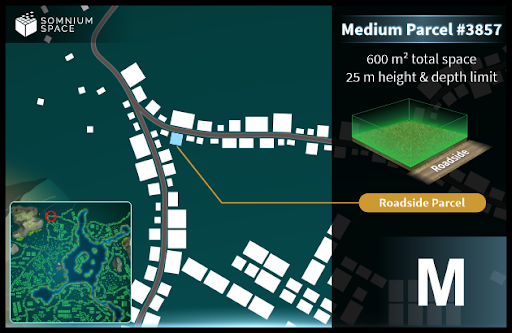 SOMNIUM
SPACE
Medium Parcel #3857
600 m² total space
25 m height & depth limit
Roadside
Roadside Parcel
M